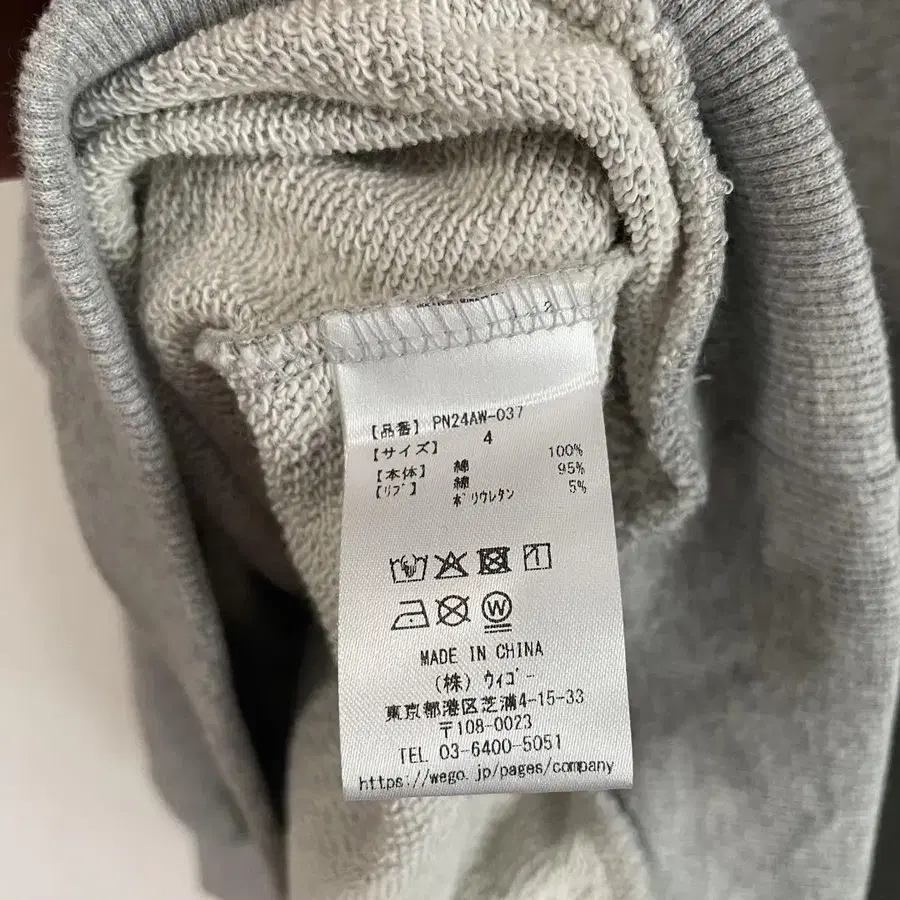 【品番】 PN24AW-037
【サイズ】 4
【本体】 綿 100%
【リブ】 綿 95%
ポリウレタン 5%
MADE IN CHINA
(株) ウィゴー
東京都港区芝浦4-15-33
〒108-0023
TEL 03-6400-5051
https://wego.jp/pages/company